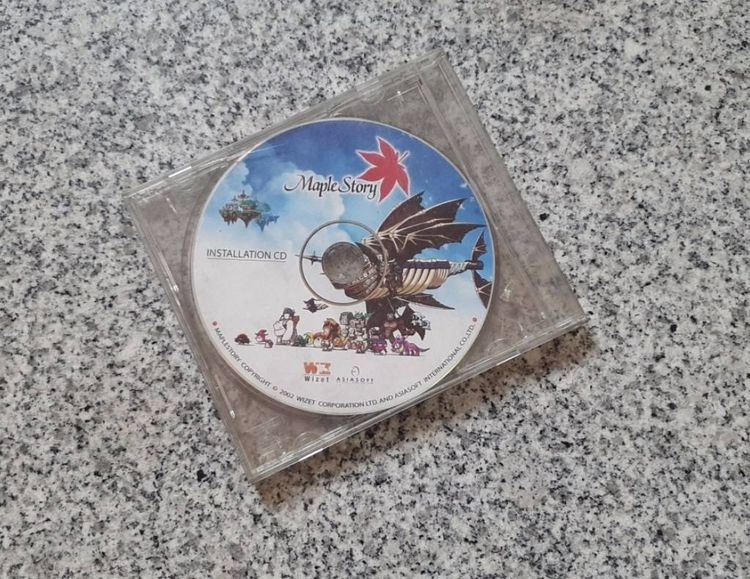 MapleStory
INSTALLATION CD
Wizet
ASIASOFT
• MAPLESTORY COPYRIGHT © 2002 WIZET CORPORATION LTD. AND ASIASOFT INTERNATIONAL CO.,LTD. •